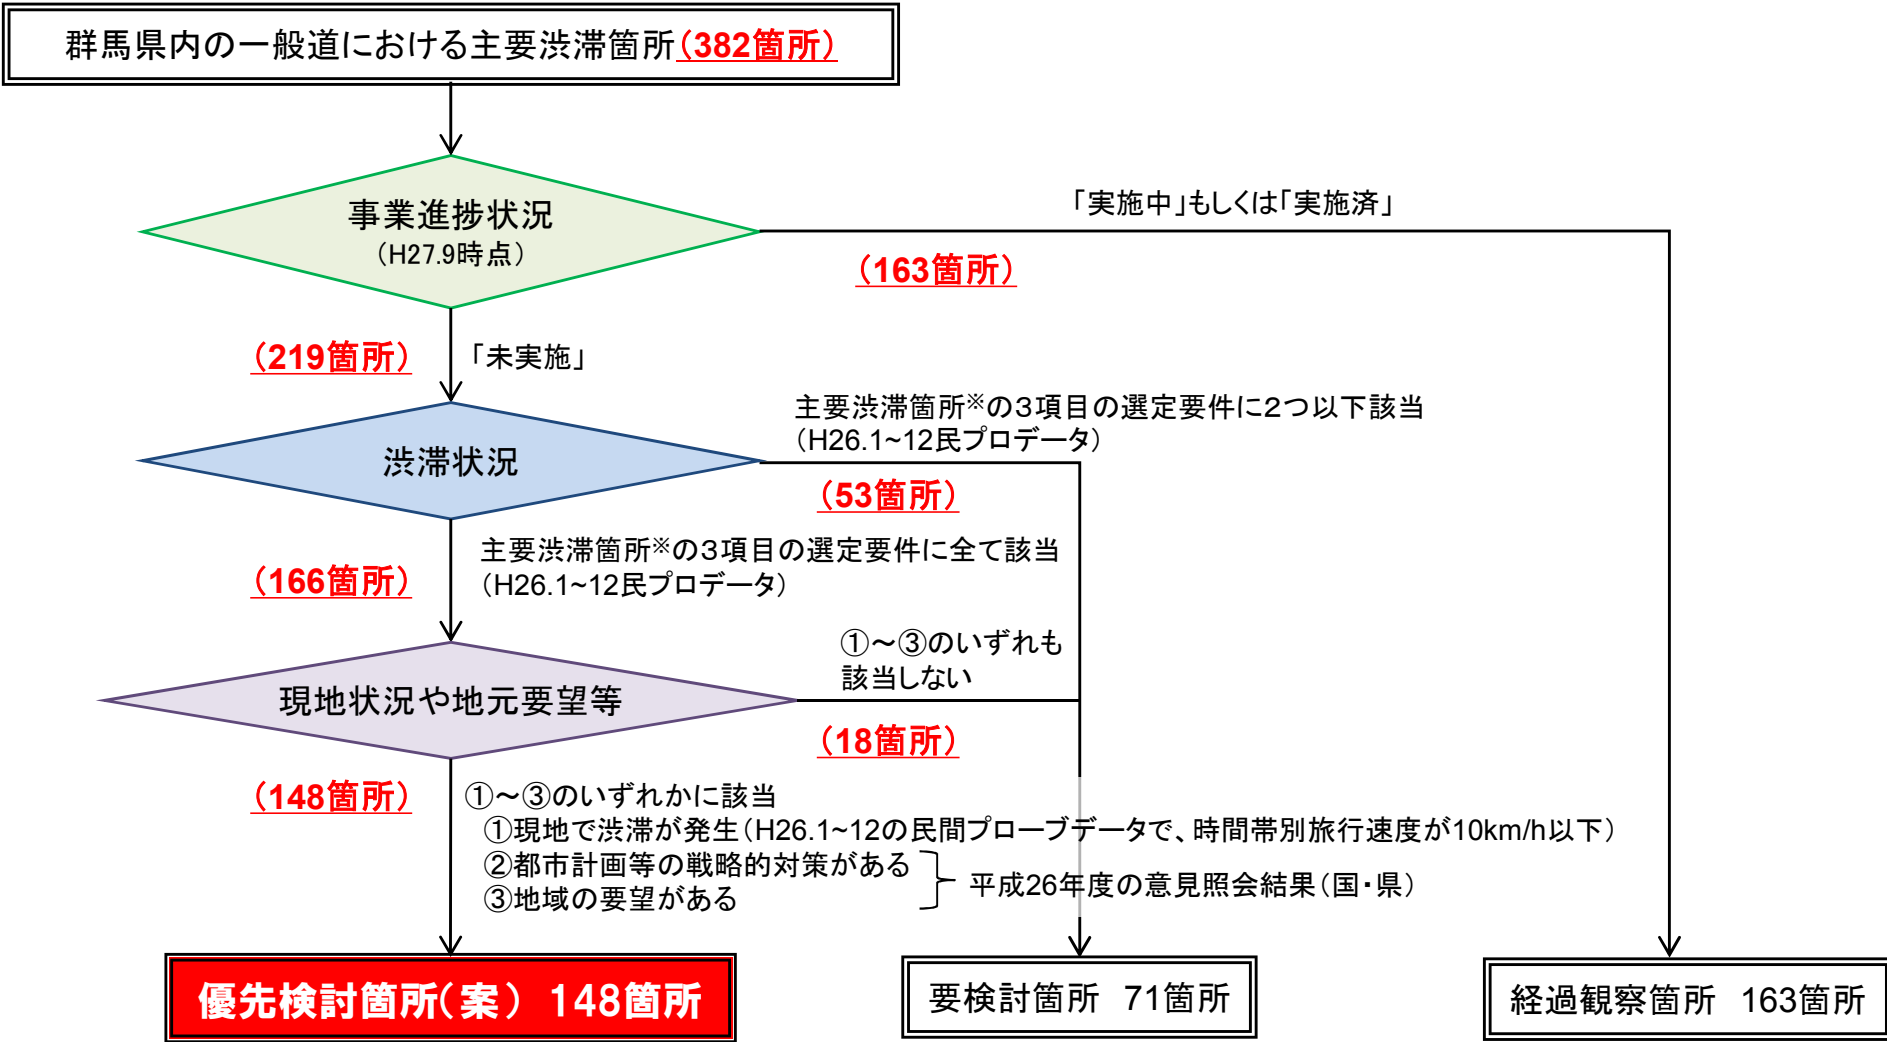 群馬県内の一般道における主要渋滞箇所(382箇所)
事業進捗状況
（H27.9時点）
「実施中」もしくは「実施済」
（163箇所）
（219箇所）
「未実施」
渋滞状況
主要渋滞箇所※の３項目の選定要件に２つ以下該当
（H26.1~12民プロデータ）
（53箇所）
主要渋滞箇所※の３項目の選定要件に全て該当
（H26.1~12民プロデータ）
（166箇所）
①～③のいずれも
該当しない
現地状況や地元要望等
（18箇所）
（148箇所）
①～③のいずれかに該当
①現地で渋滞が発生（H26.1~12の民間プローブデータで、時間帯別旅行速度が10km/h以下）
②都市計画等の戦略的対策がある
③地域の要望がある
平成26年度の意見照会結果（国・県）
優先検討箇所（案）　148箇所
要検討箇所　71箇所
経過観察箇所　163箇所